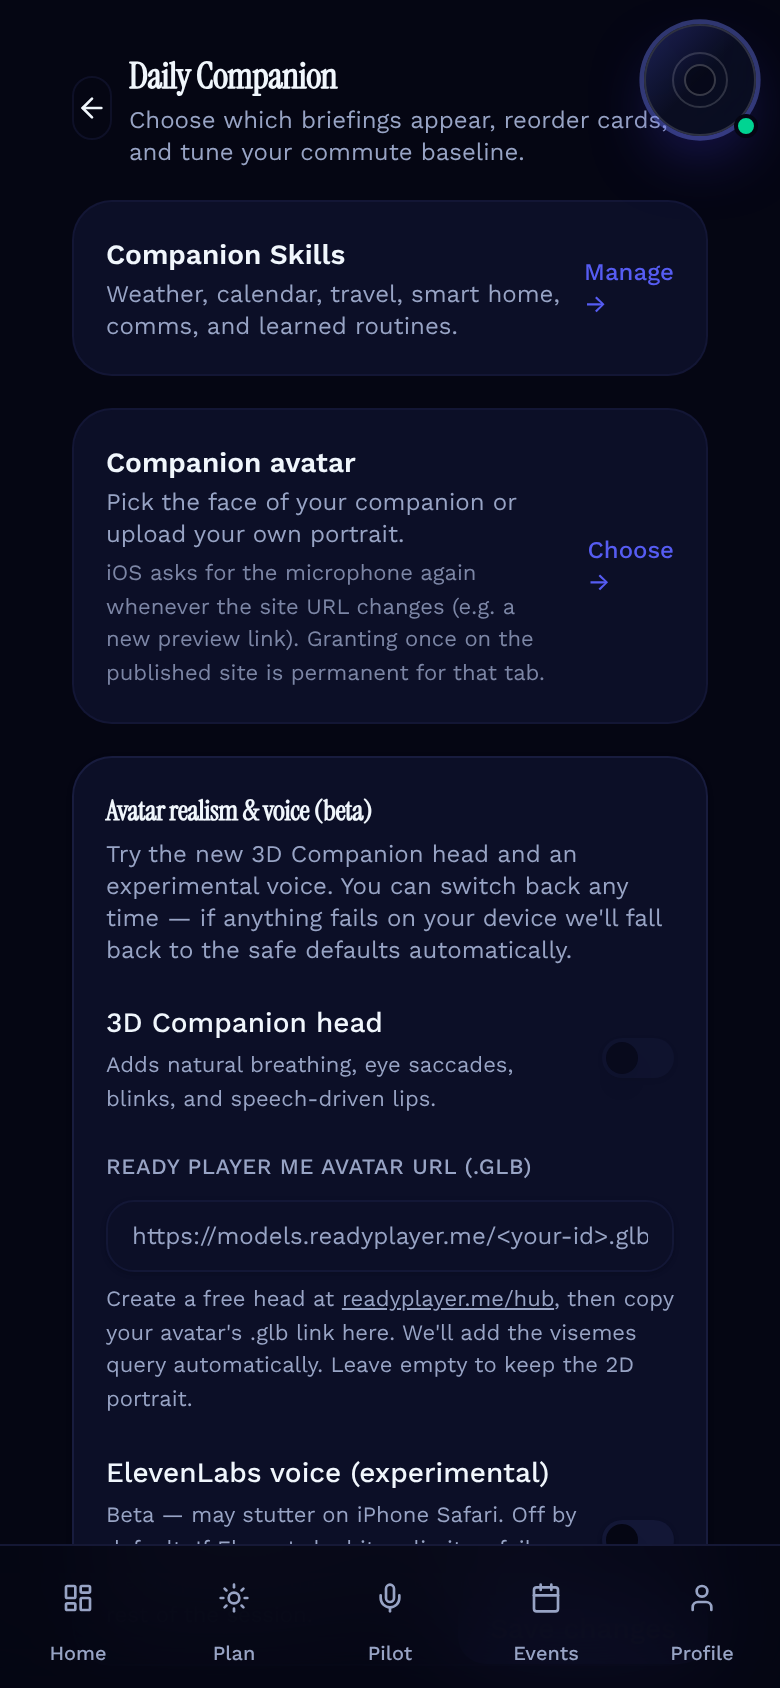 Daily Companion
Choose which briefings appear, reorder cards,
and tune your commute baseline.
Companion Skills
Weather, calendar, travel, smart home,
comms, and learned routines.
Manage
→
Companion avatar
Pick the face of your companion or
upload your own portrait.
iOS asks for the microphone again
whenever the site URL changes (e.g. a
new preview link). Granting once on the
published site is permanent for that tab.
Choose
→
Avatar realism & voice (beta)
Try the new 3D Companion head and an
experimental voice. You can switch back any
time — if anything fails on your device we'll fall
back to the safe defaults automatically.
3D Companion head
Adds natural breathing, eye saccades,
blinks, and speech-driven lips.
READY PLAYER ME AVATAR URL (.GLB)
https://models.readyplayer.me/<your-id>.glb
Create a free head at readyplayer.me/hub, then copy
your avatar's .glb link here. We'll add the visemes
query automatically. Leave empty to keep the 2D
portrait.
ElevenLabs voice (experimental)
Beta — may stutter on iPhone Safari. Off by
Home
Plan
Pilot
Events
Profile